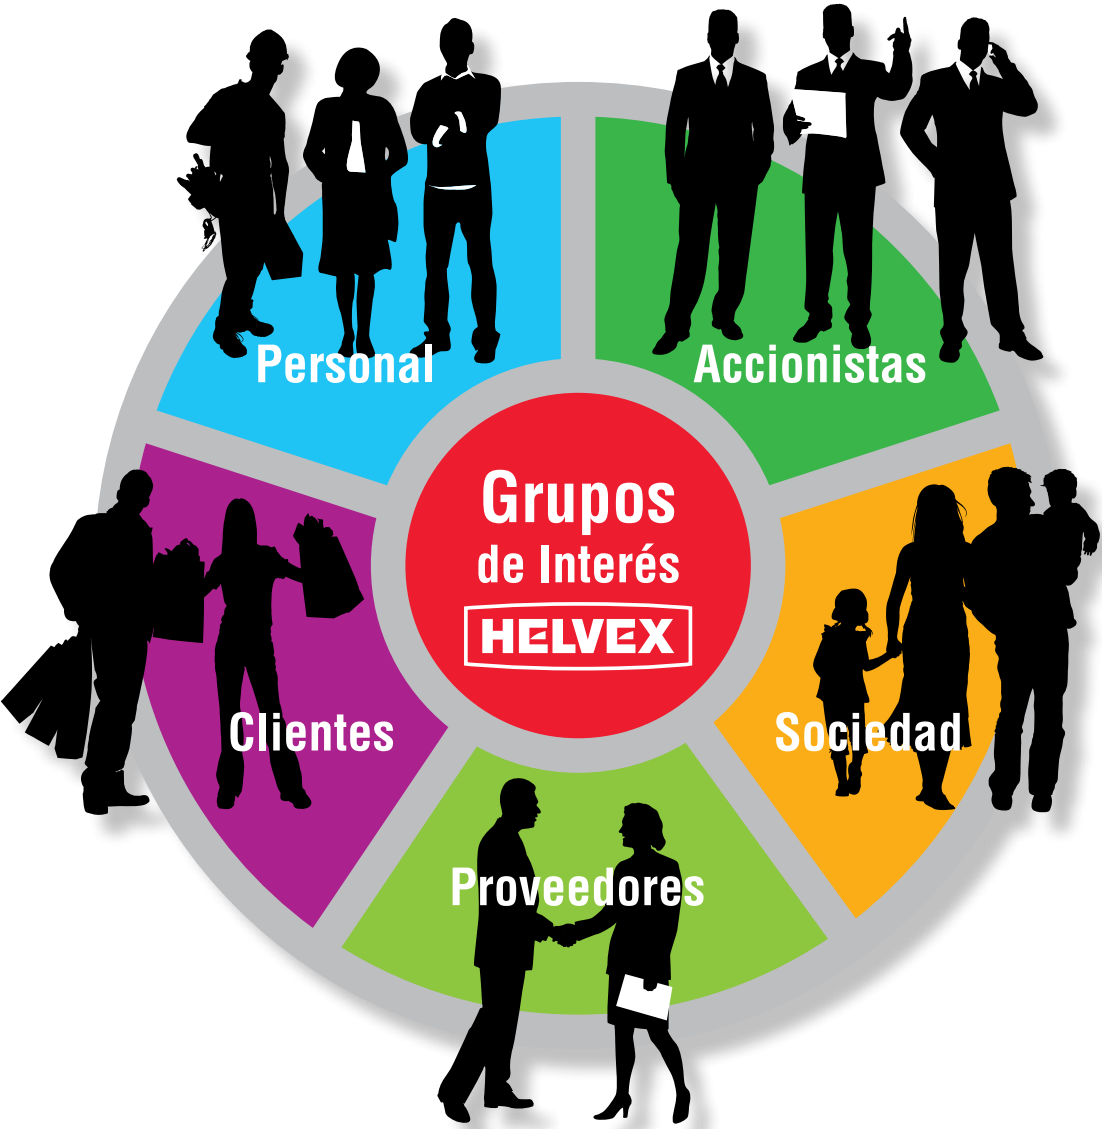 Personal
Accionistas
Grupos
de Interés
HELVEX
Clientes
Sociedad
Proveedores